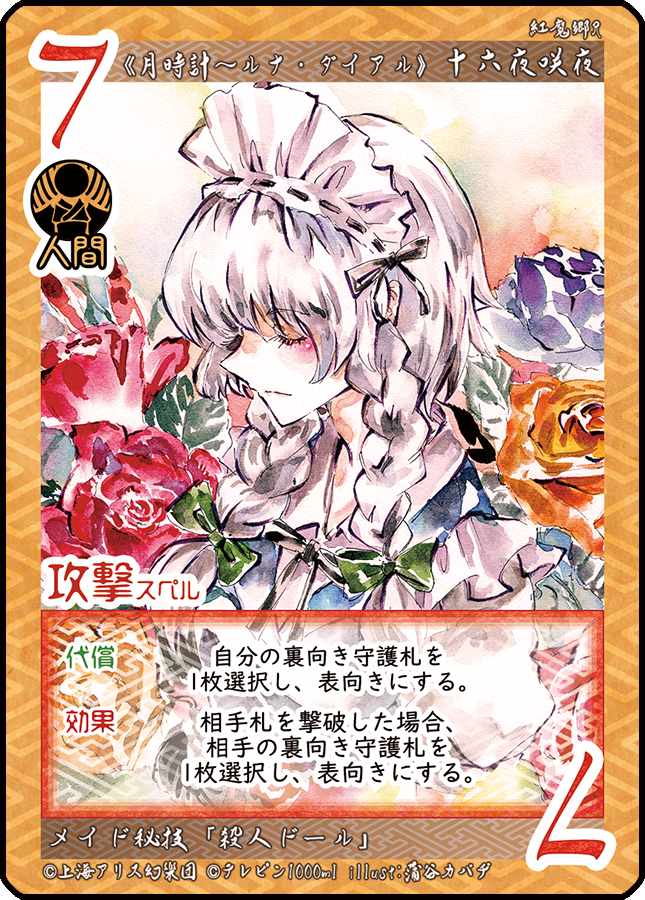 紅魔郷R
7
《月時計～ルナ・ダイアル》 十六夜咲夜
人間
攻撃スペル
代償
自分の裏向き守護札を
1枚選択し、表向きにする。
効果
相手札を撃破した場合、
相手の裏向き守護札を
1枚選択し、表向きにする。
メイド秘技「殺人ドール」
7
©上海アリス幻樂団 ©テレピン1000ml illust:蒲谷カバヂ